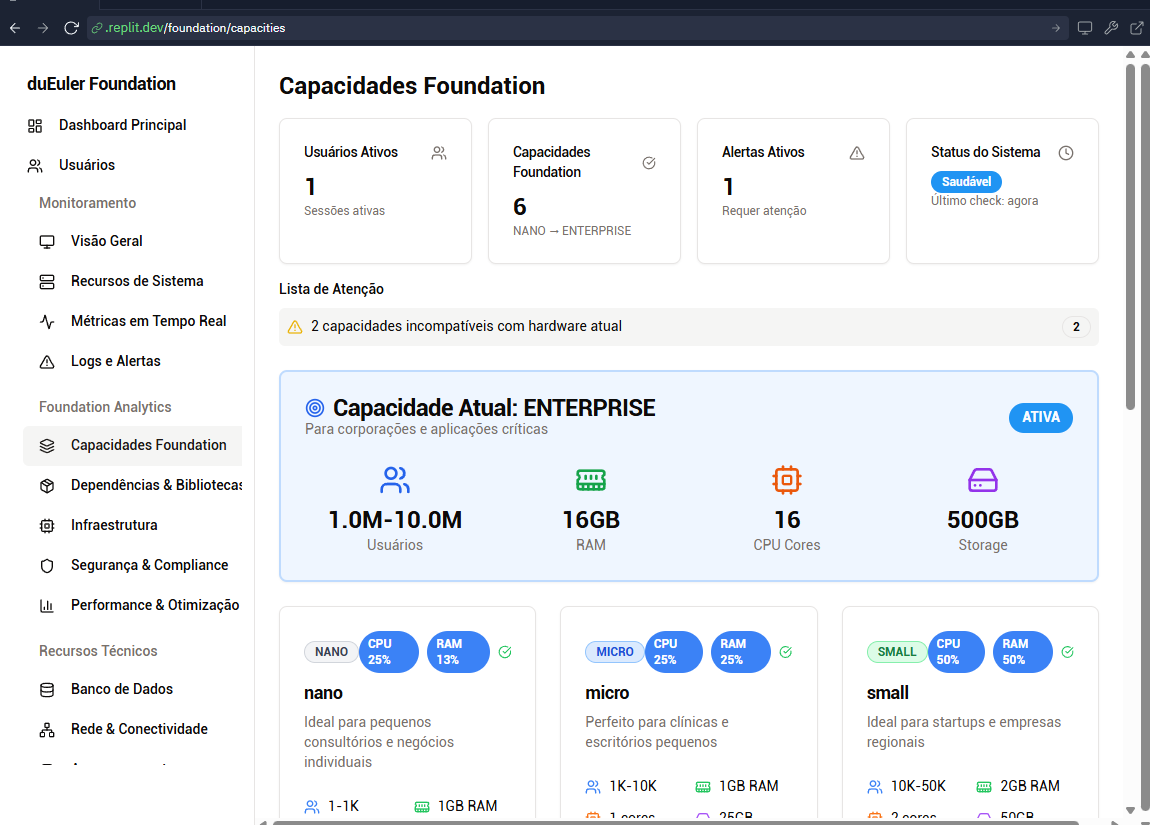 .replit.dev/foundation/capacities
duEuler Foundation
Dashboard Principal
Usuários
Monitoramento
Visão Geral
Recursos de Sistema
Métricas em Tempo Real
Logs e Alertas
Foundation Analytics
Capacidades Foundation
Dependências & Bibliotecas
Infraestrutura
Segurança & Compliance
Performance & Otimização
Recursos Técnicos
Banco de Dados
Rede & Conectividade
Capacidades Foundation
Usuários Ativos
1
Sessões ativas
Capacidades
Foundation
6
NANO → ENTERPRISE
Alertas Ativos
1
Requer atenção
Status do Sistema
Saudável
Último check: agora
Lista de Atenção
2 capacidades incompatíveis com hardware atual
2
Capacidade Atual: ENTERPRISE
Para corporações e aplicações críticas
ATIVA
1.0M-10.0M
Usuários
16GB
RAM
16
CPU Cores
500GB
Storage
NANO
CPU
25%
RAM
13%
nano
Ideal para pequenos
consultórios e negócios
individuais
1-1K
1GB RAM
MICRO
CPU
25%
RAM
25%
micro
Perfeito para clínicas e
escritórios pequenos
1K-10K
1GB RAM
1 cores
25GB
SMALL
CPU
50%
RAM
50%
small
Ideal para startups e empresas
regionais
10K-50K
2GB RAM
2 cores
50GB